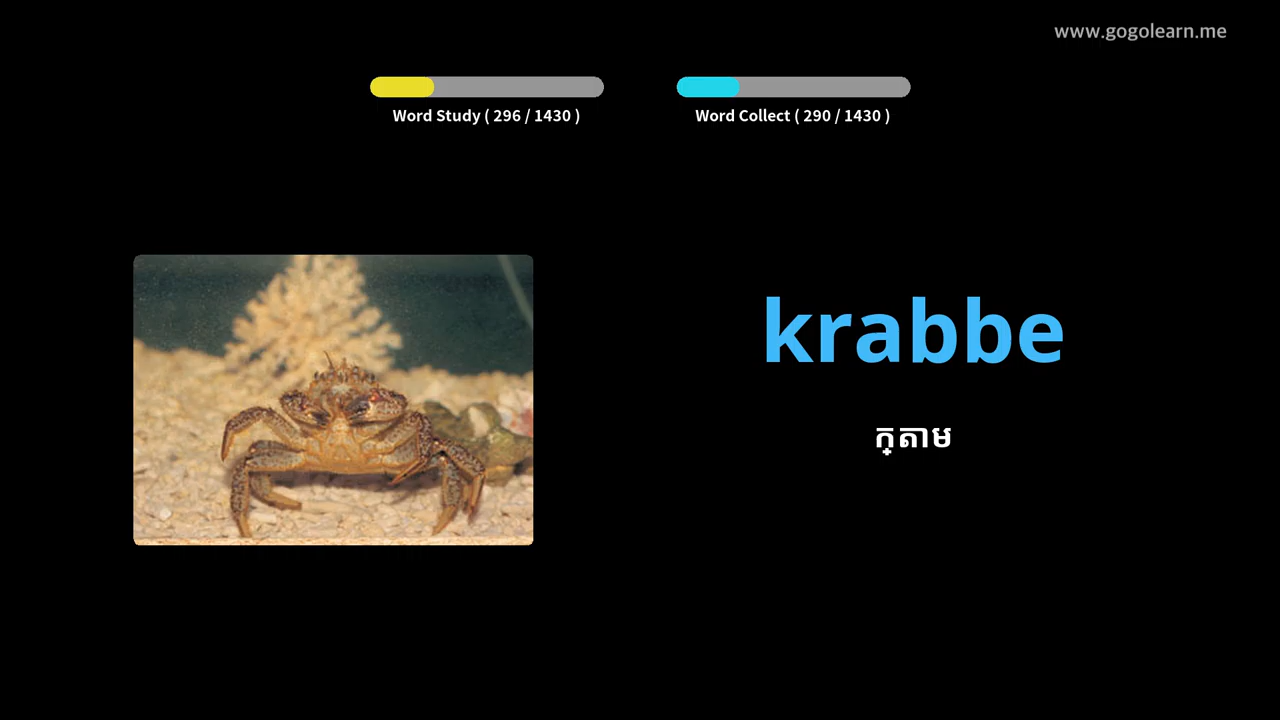 www.gogolearn.me
Word Study ( 296 / 1430 )
Word Collect ( 290 / 1430 )
krabbe
ក្តាម